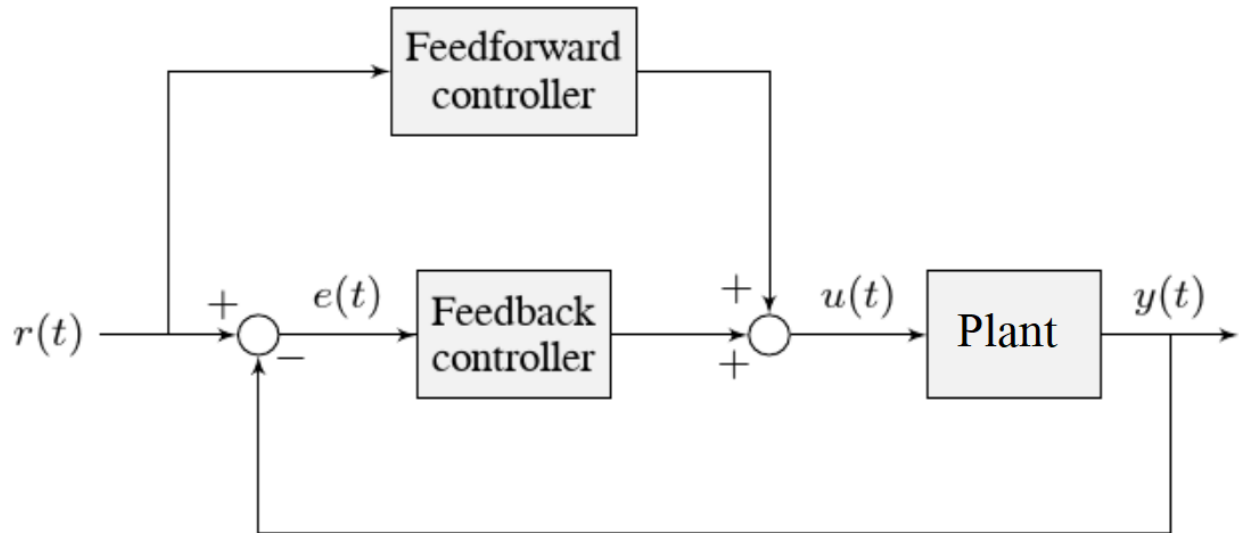 Feedforward
controller
r(t)
+
−
e(t)
Feedback
controller
+
+
u(t)
Plant
y(t)